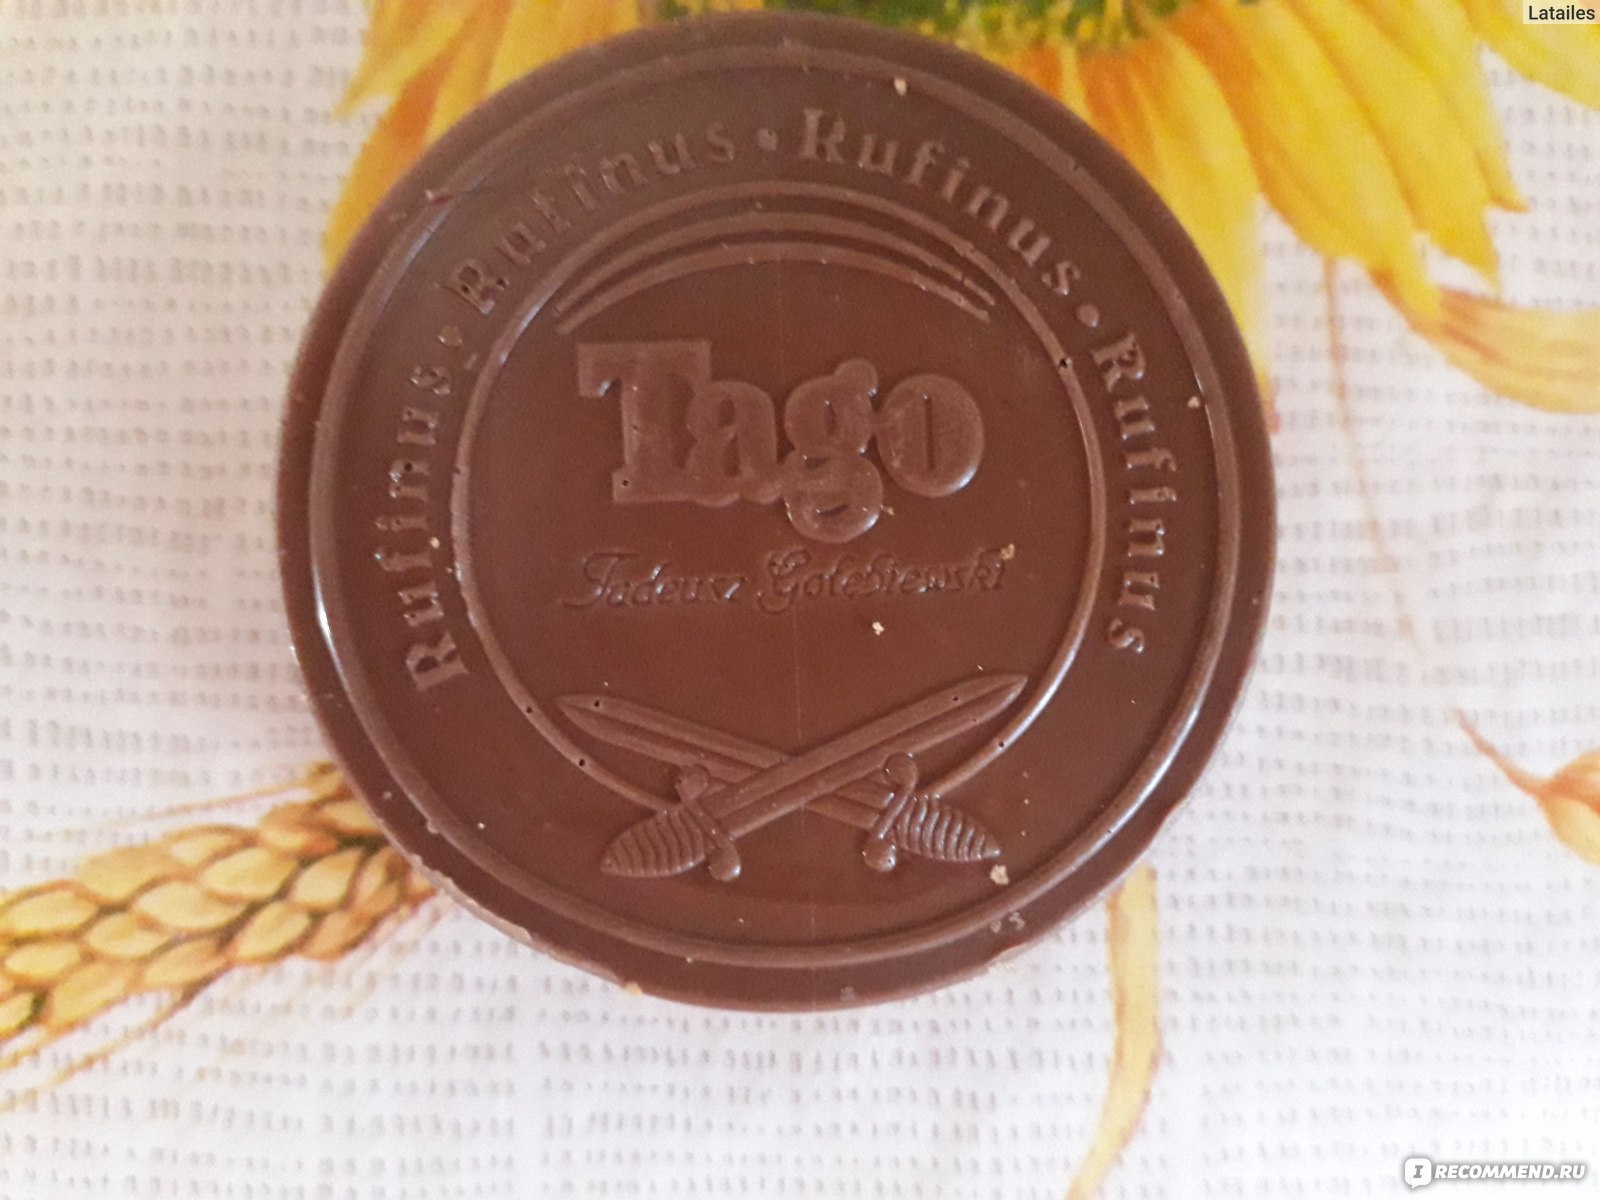 Latailes
Rufinus • Rufinus • Rufinus • Rufinus
Tago
Tadeusz Gołębiewski
IRECOMMEND.RU